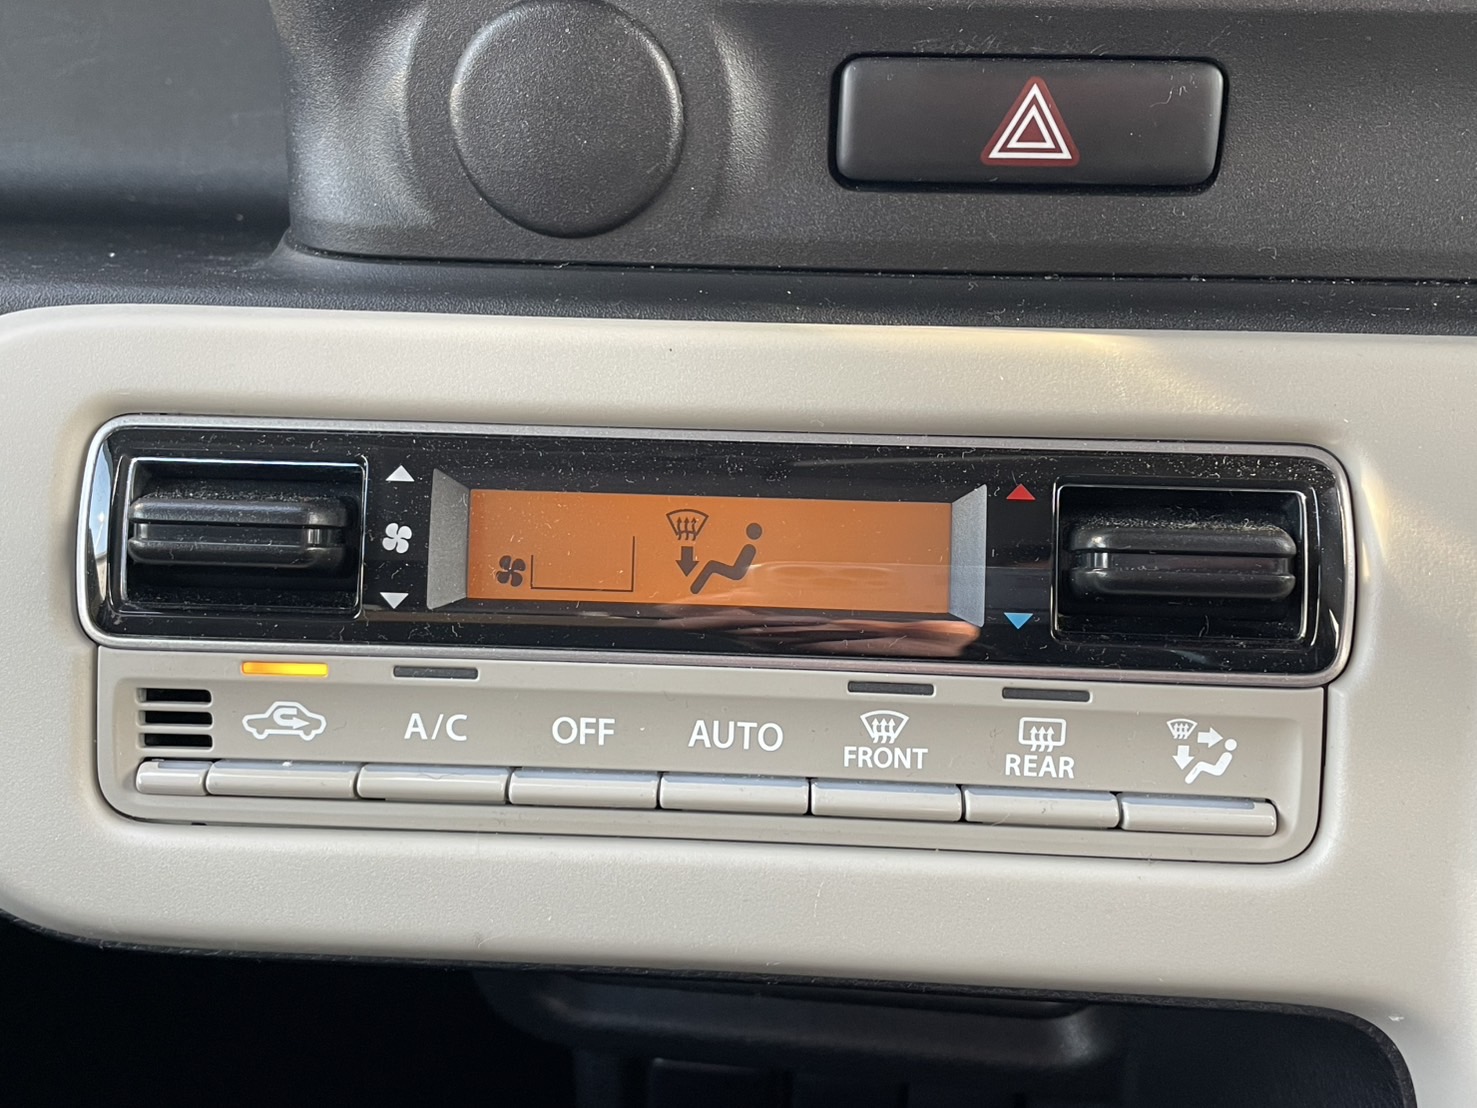 A/C
OFF
AUTO
FRONT
REAR